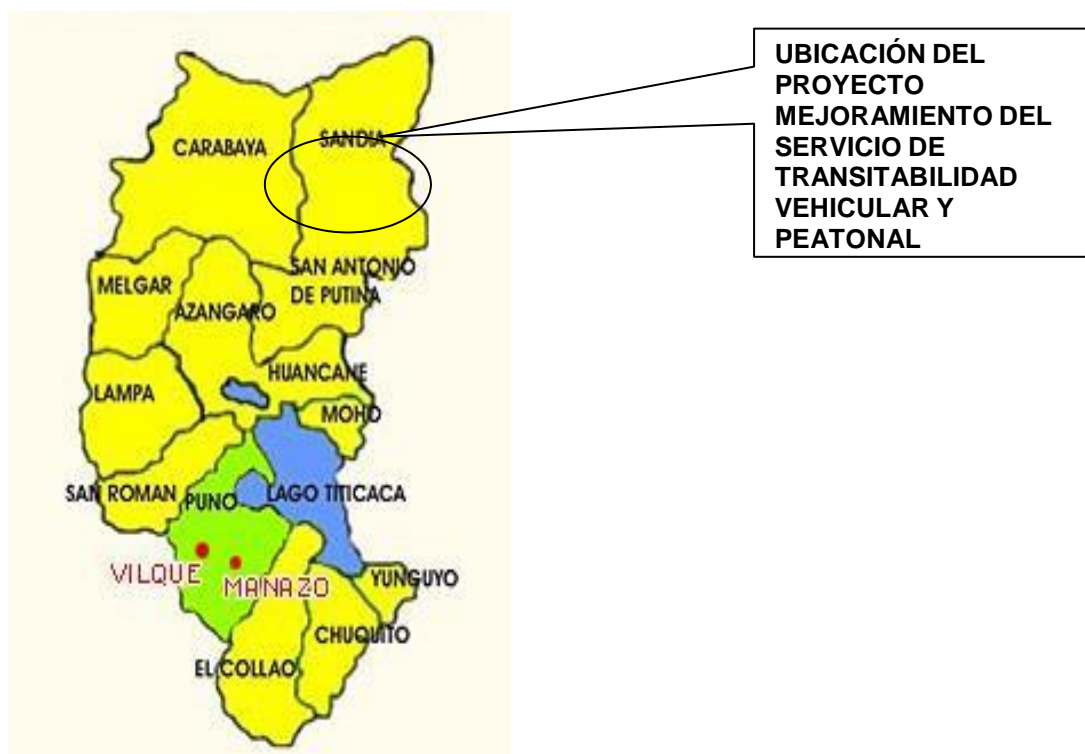 UBICACIÓN DEL
PROYECTO
MEJORAMIENTO DEL
SERVICIO DE
TRANSITABILIDAD
VEHICULAR Y
PEATONAL
CARABAYA
SANDIA
MELGAR
SAN ANTONIO
DE PUTINA
AZANGARO
LAMPA
HUANCANE
MOHO
SAN ROMAN
PUNO
LAGO TITICACA
VILQUE
MANAZO
YUNGUYO
CHUQUITO
EL COLLAO